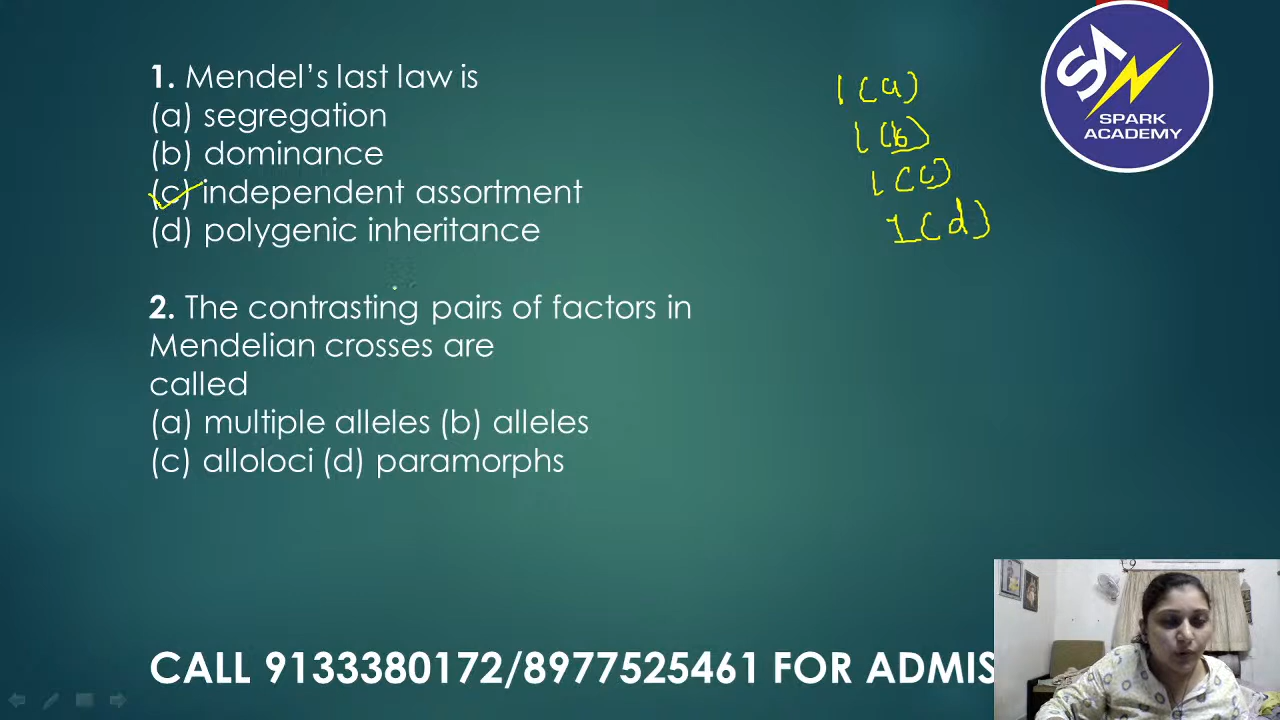 1. Mendel's last law is
(a) segregation
(b) dominance
(c) independent assortment
(d) polygenic inheritance
2. The contrasting pairs of factors in
Mendelian crosses are
called
(a) multiple alleles (b) alleles
(c) alloloci (d) paramorphs
1 (a)
1 (b)
1 (c)
1 (d)
SN
SPARK
ACADEMY
CALL 9133380172/8977525461 FOR ADMIS